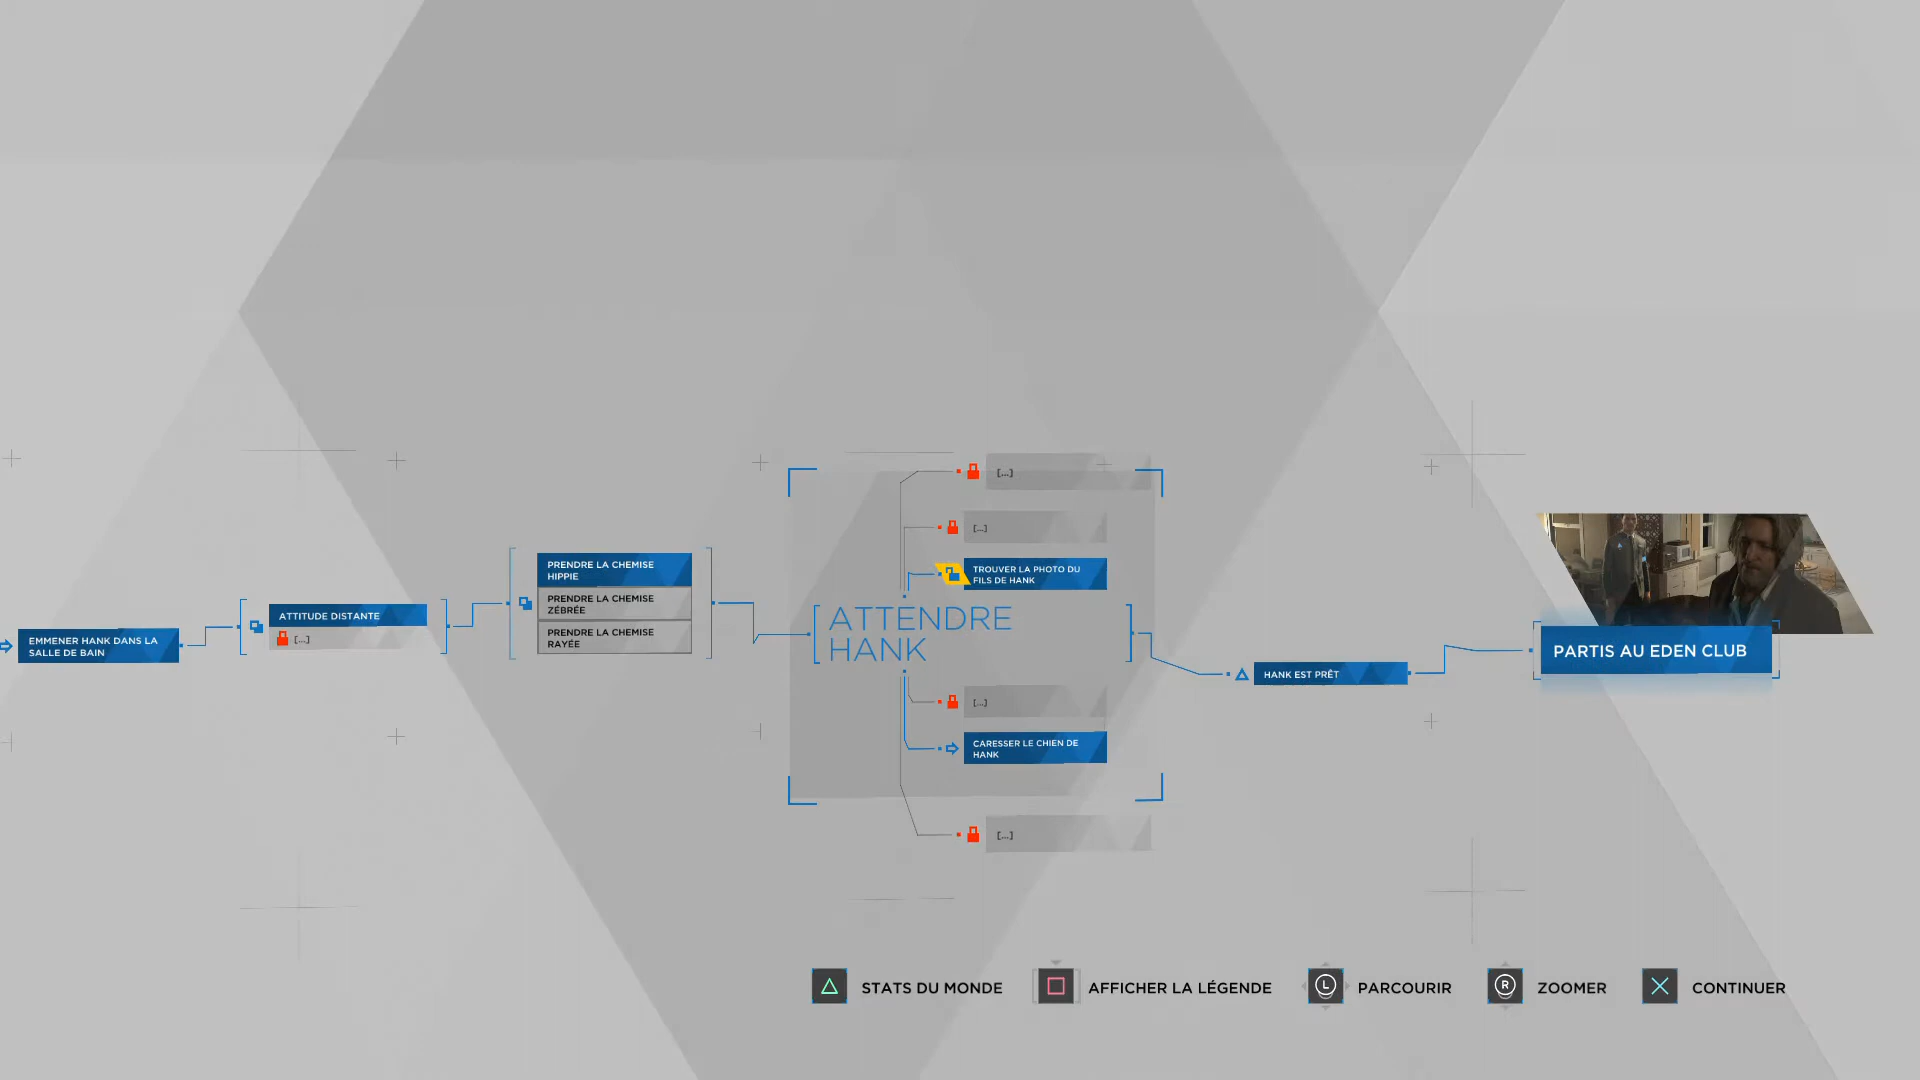 EMMENER HANK DANS LA
SALLE DE BAIN
ATTITUDE DISTANTE
[...]
PRENDRE LA CHEMISE
HIPPIE
PRENDRE LA CHEMISE
ZÉBRÉE
PRENDRE LA CHEMISE
RAYÉE
[...]
[...]
TROUVER LA PHOTO DU
FILS DE HANK
ATTENDRE
HANK
[...]
CARESSER LE CHIEN DE
HANK
[...]
HANK EST PRÊT
PARTIS AU EDEN CLUB
STATS DU MONDE
AFFICHER LA LÉGENDE
L
PARCOURIR
R
ZOOMER
CONTINUER